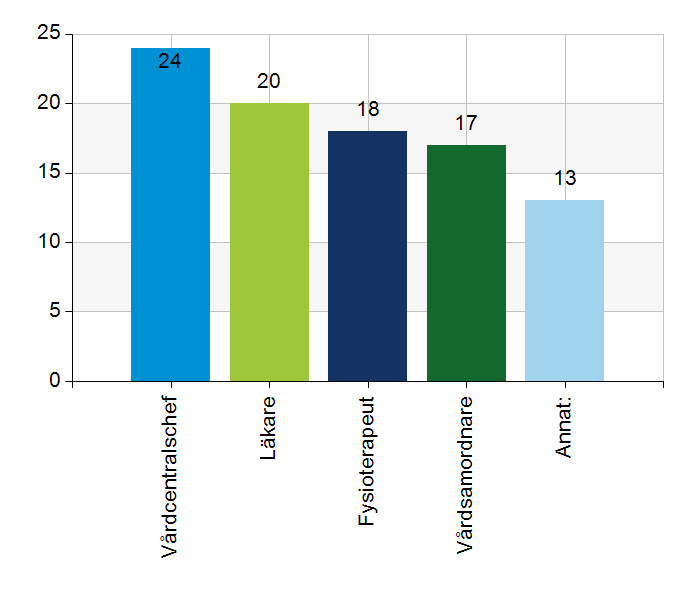 25
20
15
10
5
0
24
20
18
17
13
Vårdcentralschef
Läkare
Fysioterapeut
Vårdsamordnare
Annat: